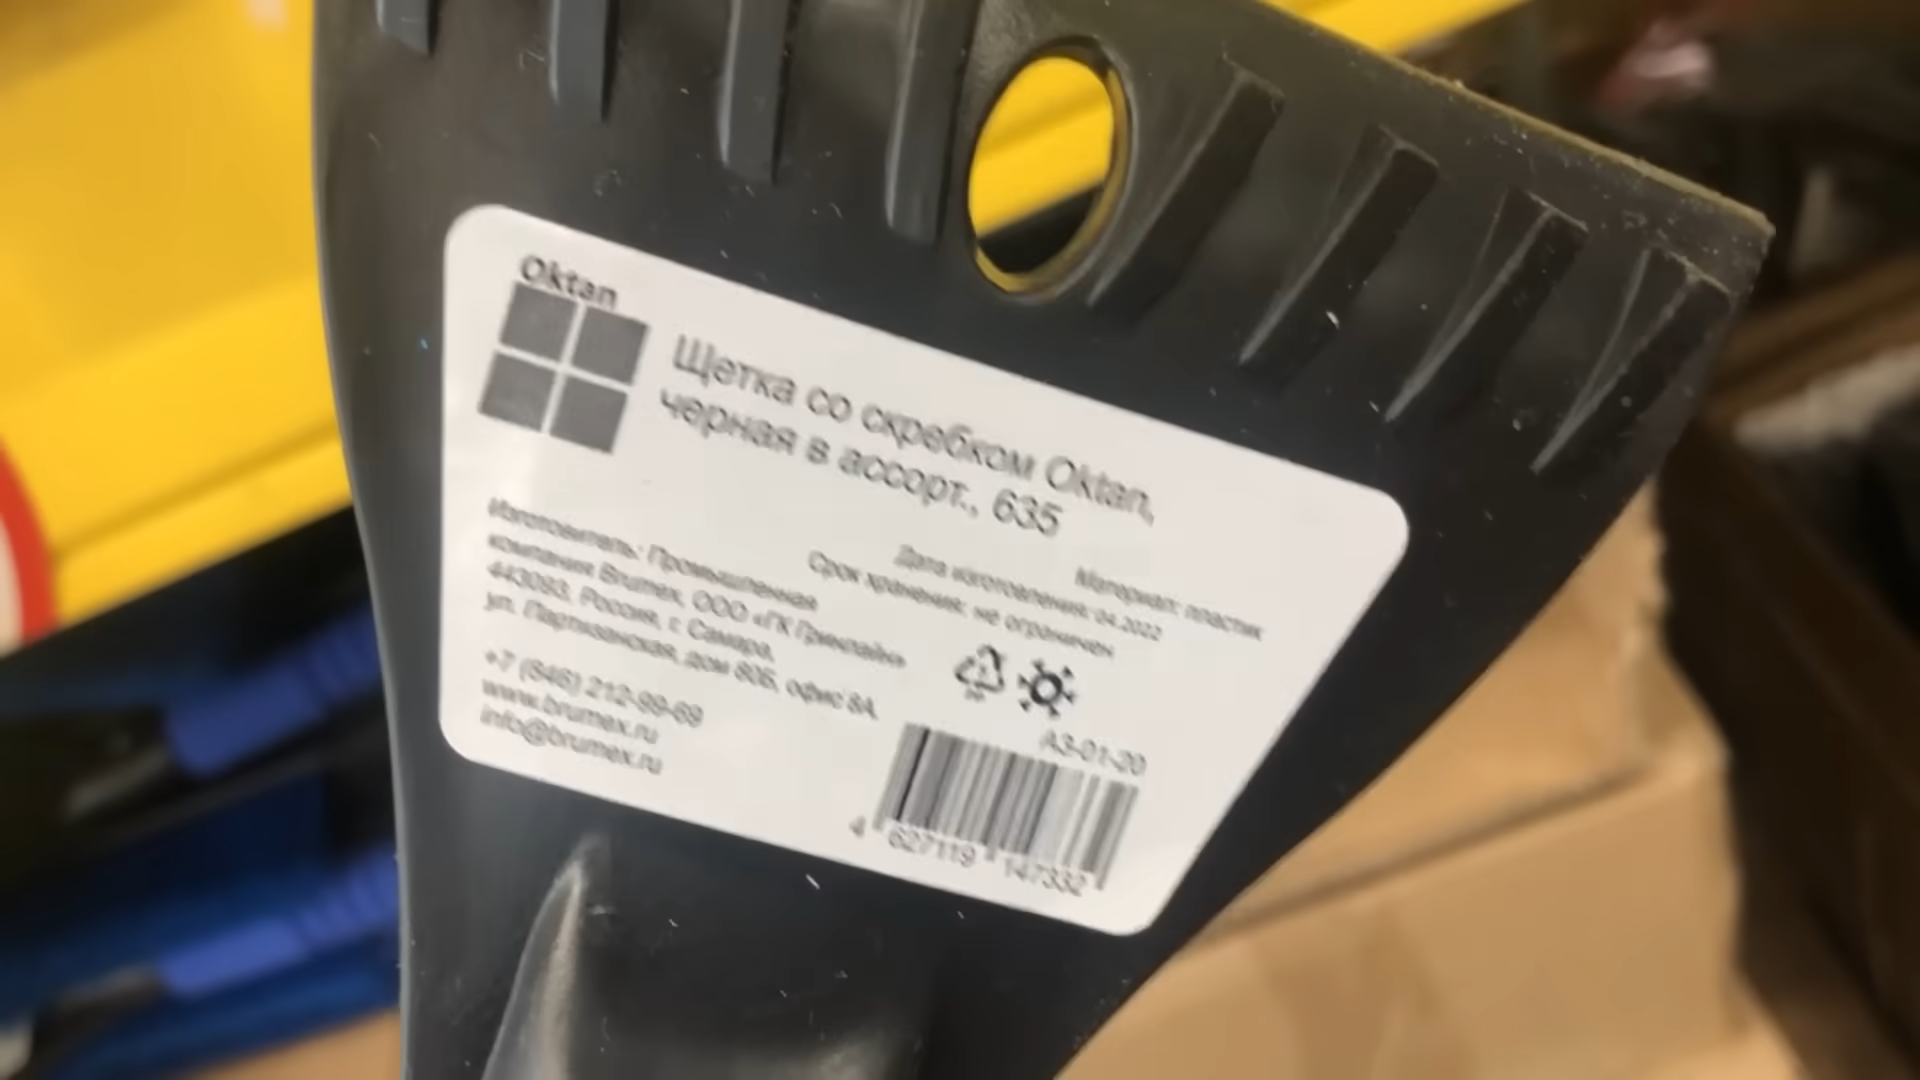 Oktan
Щетка со скребком Oktan,
черная в ассорт., 635
Изготовитель: Промышленная
компания Brumex, ООО «ГК Гринлайн»
443093, Россия, г. Самара,
ул. Партизанская, дом 80Б, офис 8А.
+7 (846) 212-99-69
www.brumex.ru
info@brumex.ru
Материал: пластик
Дата изготовления: 04.2022
Срок хранения: не ограничен
А3-01-20
4 627119 147332